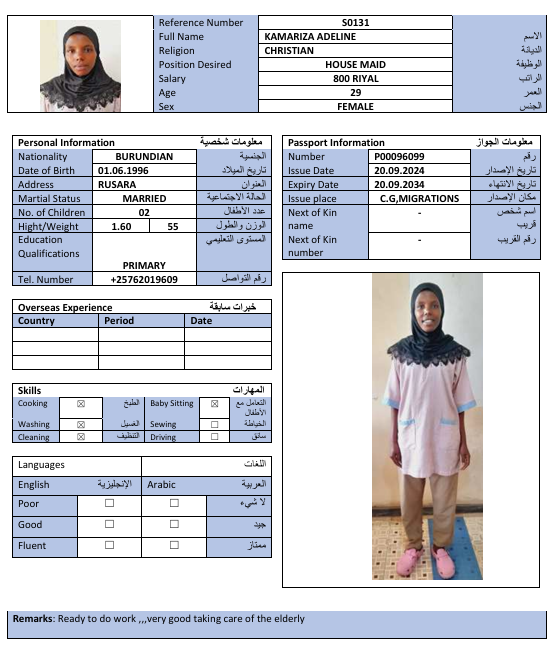 Reference Number S0131
Full Name KAMARIZA ADELINE الاسم
Religion CHRISTIAN الديانة
Position Desired HOUSE MAID الوظيفة
Salary 800 RIYAL الراتب
Age 29 العمر
Sex FEMALE الجنس
Personal Information معلومات شخصية
Nationality BURUNDIAN الجنسية
Date of Birth 01.06.1996 تاريخ الميلاد
Address RUSARA العنوان
Martial Status MARRIED الحالة الاجتماعية
No. of Children 02 عدد الأطفال
Hight/Weight 1.60 55 الوزن والطول
Education المستوى التعليمي
Qualifications
PRIMARY
Tel. Number +25762019609 رقم التواصل
Passport Information معلومات الجواز
Number P00096099 رقم
Issue Date 20.09.2024 تاريخ الإصدار
Expiry Date 20.09.2034 تاريخ الانتهاء
Issue place C.G,MIGRATIONS مكان الإصدار
Next of Kin - اسم شخص
name قريب
Next of Kin - رقم القريب
number
Overseas Experience خبرات سابقة
Country Period Date
Skills المهارات
Cooking ☒ الطبخ Baby Sitting ☒ التعامل مع
الأطفال
Washing ☒ الغسيل Sewing ☐ الخياطة
Cleaning ☒ التنظيف Driving ☐ سائق
Languages اللغات
English الإنجليزية Arabic العربية
Poor ☐ ☐ لا شيء
Good ☐ ☐ جيد
Fluent ☐ ☐ ممتاز
Remarks: Ready to do work ,,,very good taking care of the elderly